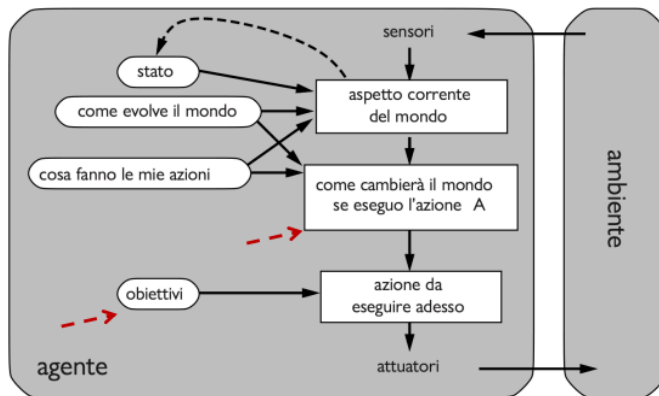 sensori
stato
aspetto corrente
del mondo
come evolve il mondo
cosa fanno le mie azioni
come cambierà il mondo
se eseguo l'azione A
obiettivi
azione da
eseguire adesso
agente
attuatori
ambiente